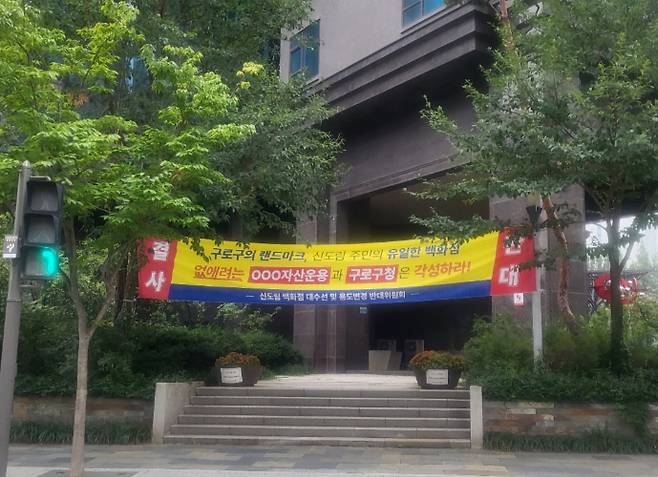 결사
반대
구로구의 랜드마크, 신도림 주민의 유일한 백화점
없애려는 OOO자산운용과 구로구청은 각성하라!
신도림 백화점 대수선 및 용도변경 반대위원회